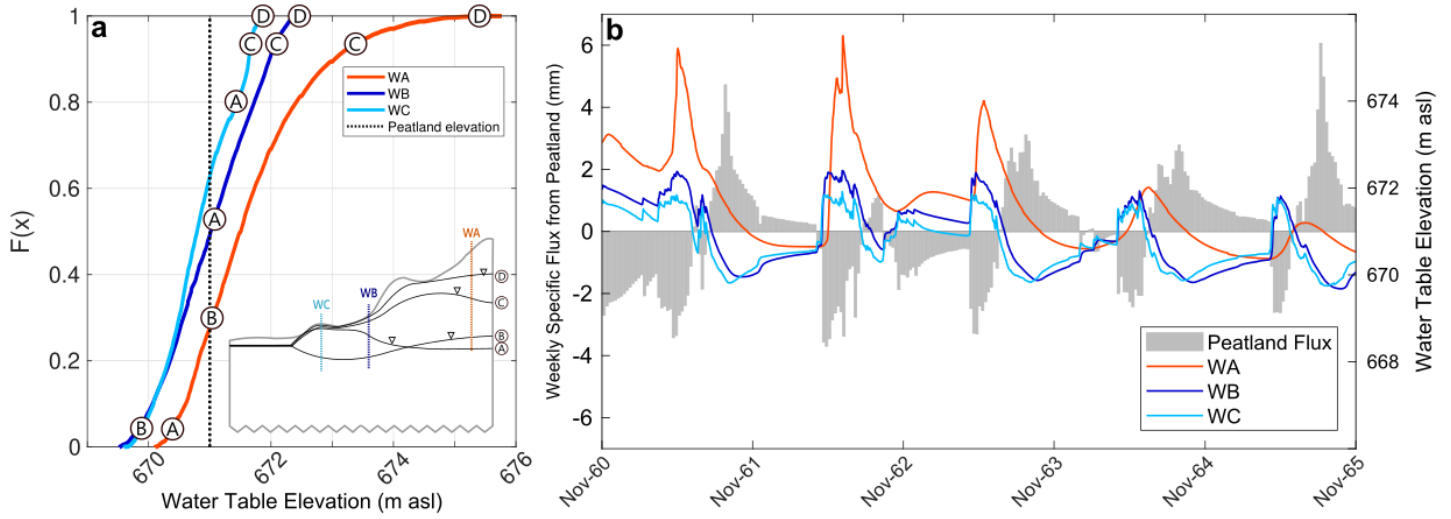 a
1
0.8
0.6
0.4
0.2
0
F(x)
670
672
674
676
Water Table Elevation (m asl)
D
D
D
C
C
C
A
A
B
B
A
WA
WB
WC
Peatland elevation
WA
WB
WC
D
C
B
A
b
6
4
2
0
-2
-4
-6
Weekly Specific Flux from Peatland (mm)
674
672
670
668
Water Table Elevation (m asl)
Peatland Flux
WA
WB
WC
Nov-60
Nov-61
Nov-62
Nov-63
Nov-64
Nov-65